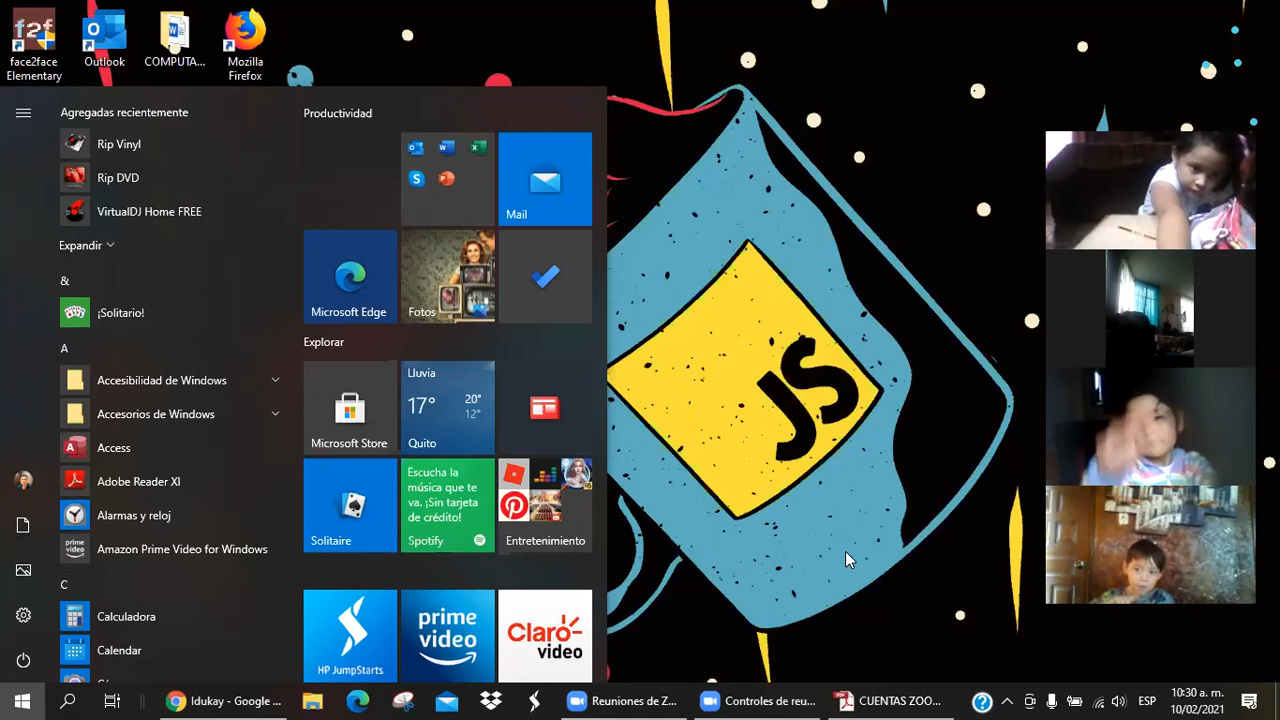 face2face
Elementary
Outlook
COMPUTA...
Mozilla
Firefox
f2f
Agregadas recientemente
Rip Vinyl
Rip DVD
VirtualDJ Home FREE
Expandir
&
¡Solitario!
A
Accesibilidad de Windows
Accesorios de Windows
Access
Adobe Reader XI
Alarmas y reloj
Amazon Prime Video for Windows
C
Calculadora
Calendar
Productividad
Mail
Microsoft Edge
Fotos
Explorar
Microsoft Store
Lluvia
17° 20°
12°
Quito
Solitaire
Escucha la
música que te
va. ¡Sin tarjeta
de crédito!
Spotify
Entretenimiento
HP JumpStarts
prime
video
Claro
video
JS
Idukay - Google ...
Reuniones de Z...
Controles de reu...
CUENTAS ZOO...
ESP
10:30 a. m.
10/02/2021